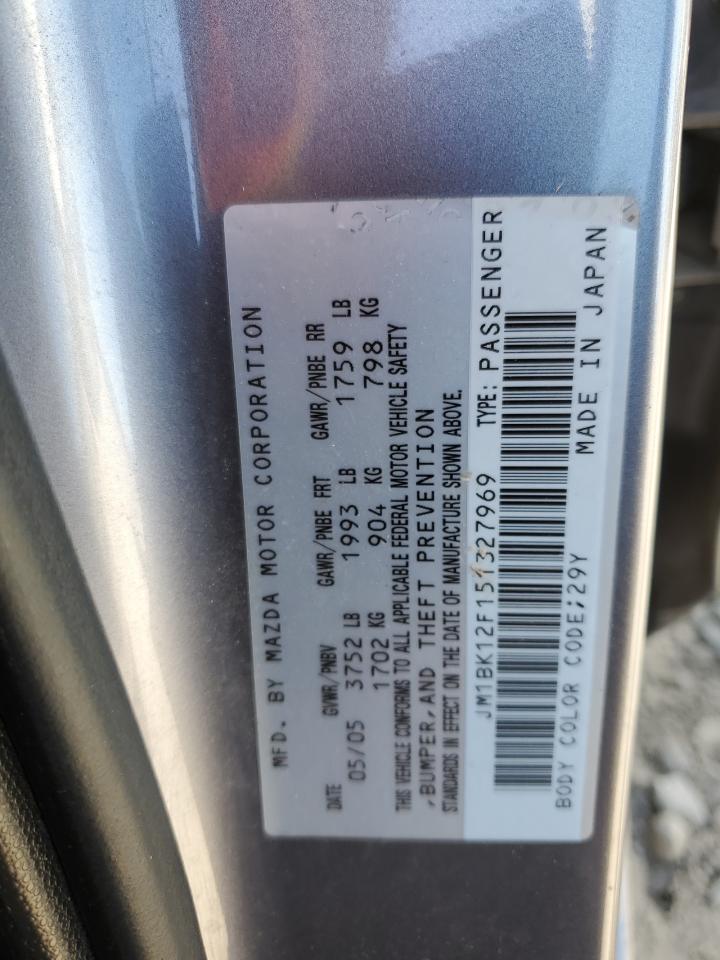 MFD. BY MAZDA MOTOR CORPORATION
DATE GVWR/PNBV GAWR/PNBE FRT GAWR/PNBE RR
05/05 3752 LB 1993 LB 1759 LB
1702 KG 904 KG 798 KG
THIS VEHICLE CONFORMS TO ALL APPLICABLE FEDERAL MOTOR VEHICLE SAFETY
,BUMPER,AND THEFT PREVENTION
STANDARDS IN EFFECT ON THE DATE OF MANUFACTURE SHOWN ABOVE.
JM1BK12F151327969 TYPE: PASSENGER
BODY COLOR CODE;29Y MADE IN JAPAN